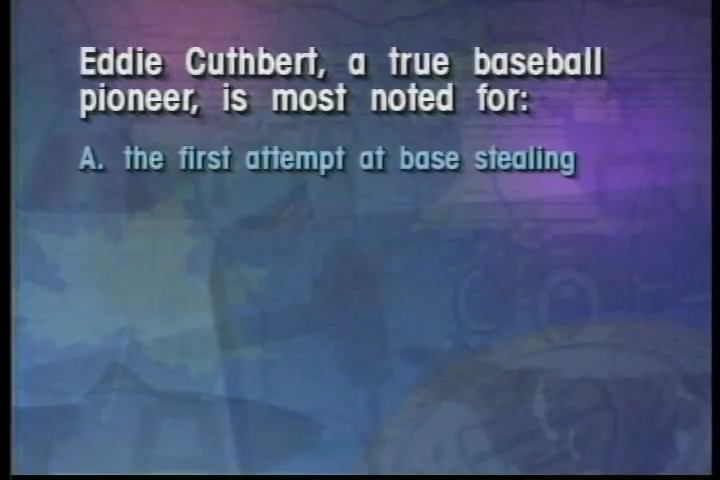 Eddie Cuthbert, a true baseball
pioneer, is most noted for:
A. the first attempt at base stealing